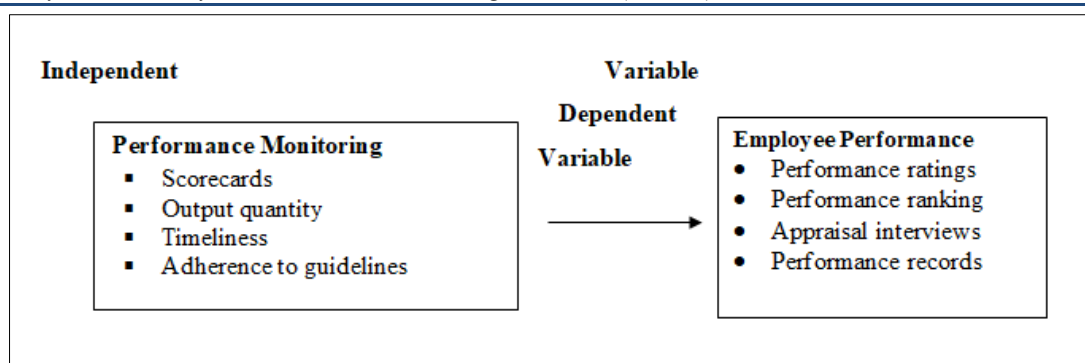 Independent Variable
Dependent
Variable
Performance Monitoring
▪ Scorecards
▪ Output quantity
▪ Timeliness
▪ Adherence to guidelines
Employee Performance
• Performance ratings
• Performance ranking
• Appraisal interviews
• Performance records